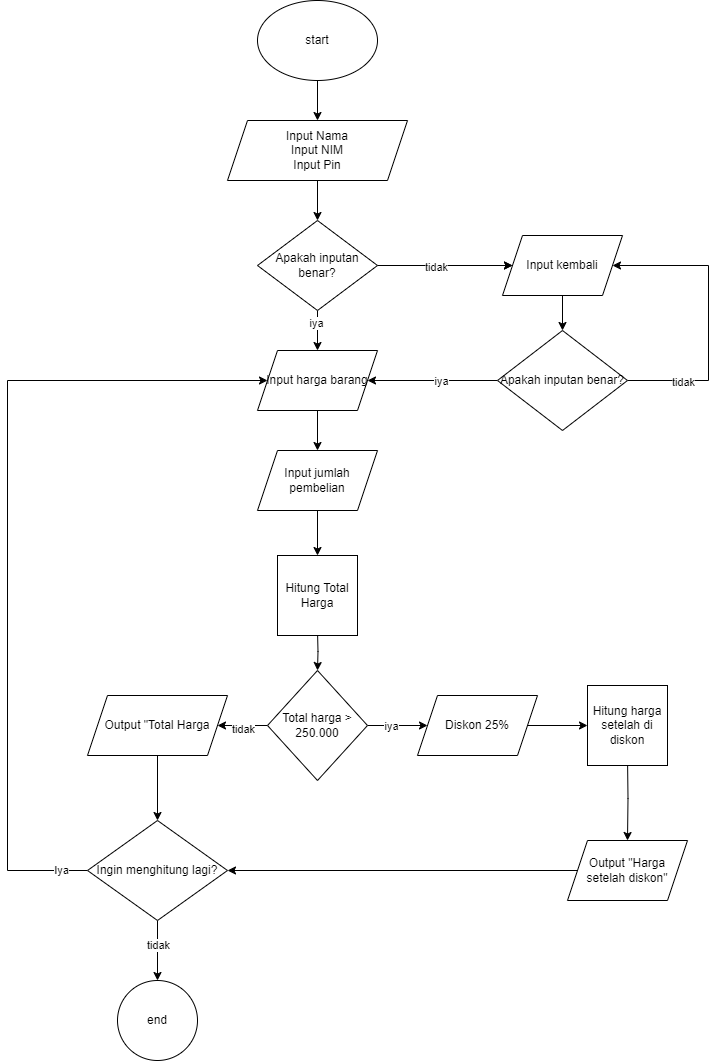 start
Input Nama
Input NIM
Input Pin
Apakah inputan
benar?
tidak
Input kembali
iya
Input harga barang
iya
Apakah inputan benar?
tidak
Input jumlah
pembelian
Hitung Total
Harga
Output "Total Harga
tidak
Total harga >
250.000
iya
Diskon 25%
Hitung harga
setelah di
diskon
Iya
Ingin menghitung lagi?
Output "Harga
setelah diskon"
tidak
end